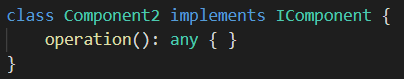 class Component2 implements IComponent {
    operation(): any { }
}